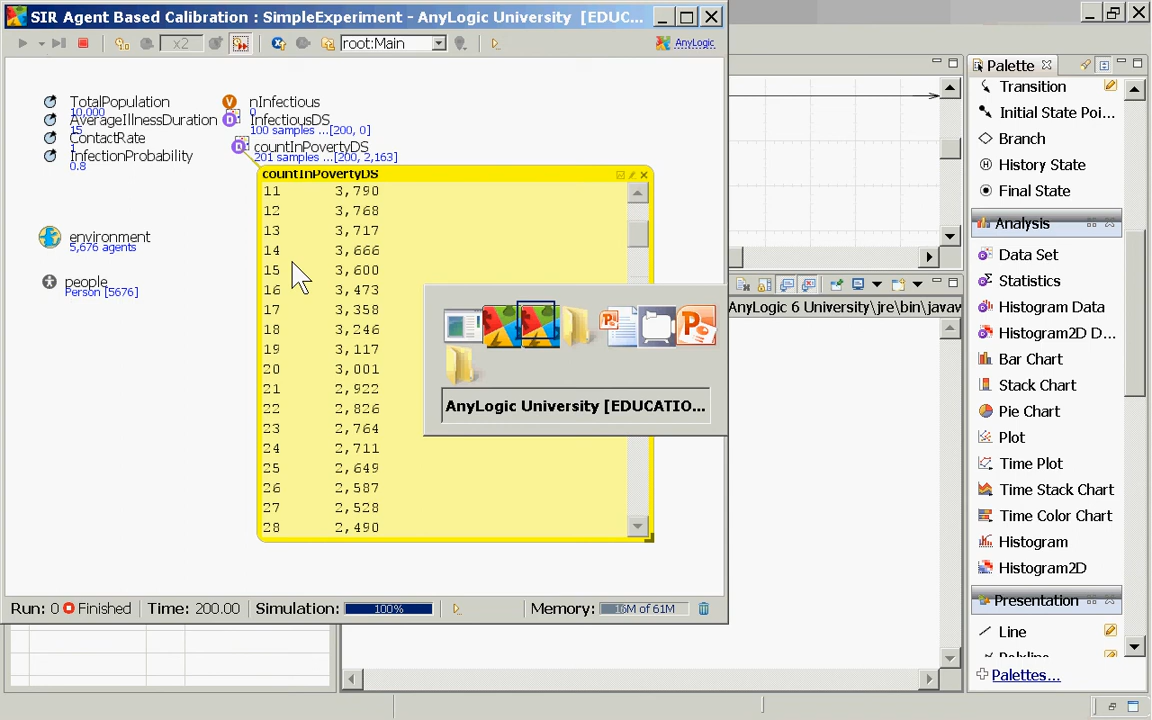 SIR Agent Based Calibration : SimpleExperiment - AnyLogic University [EDUC...
x2
root:Main
AnyLogic
TotalPopulation
10,000
AverageIllnessDuration
15
ContactRate
1
InfectionProbability
0.8
V nInfectious
0
D InfectiousDS
100 samples ...[200, 0]
D countInPovertyDS
201 samples ...[200, 2,163]
environment
5,676 agents
people
Person [5676]
countInPovertyDS
11 3,790
12 3,768
13 3,717
14 3,666
15 3,600
16 3,473
17 3,358
18 3,246
19 3,117
20 3,001
21 2,922
22 2,826
23 2,764
24 2,711
25 2,649
26 2,587
27 2,528
28 2,490
AnyLogic University [EDUCATIO...
Run: 0 Finished Time: 200.00 Simulation: 100% Memory: 16M of 61M
AnyLogic 6 University\jre\bin\javaw
Palette
Transition
Initial State Poi...
Branch
History State
Final State
Analysis
Data Set
Statistics
Histogram Data
Histogram2D D...
Bar Chart
Stack Chart
Pie Chart
Plot
Time Plot
Time Stack Chart
Time Color Chart
Histogram
Histogram2D
Presentation
Line
Polyline
Palettes...